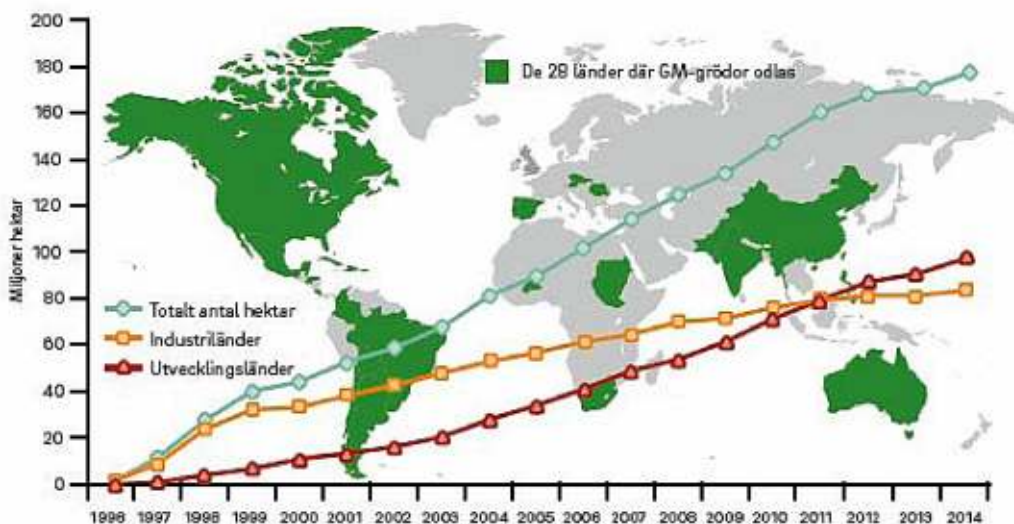 200
180
160
140
120
100
80
60
40
20
0
Miljoner hektar
De 28 länder där GM-grödor odlas
Totalt antal hektar
Industriländer
Utvecklingsländer
1996 1997 1998 1999 2000 2001 2002 2003 2004 2005 2006 2007 2008 2009 2010 2011 2012 2013 2014